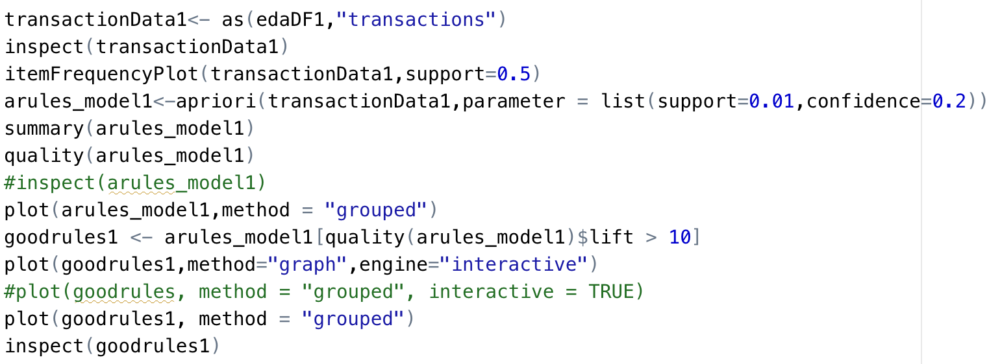 transactionData1<- as(edaDF1,"transactions")
inspect(transactionData1)
itemFrequencyPlot(transactionData1,support=0.5)
arules_model1<-apriori(transactionData1,parameter = list(support=0.01,confidence=0.2))
summary(arules_model1)
quality(arules_model1)
#inspect(arules_model1)
plot(arules_model1,method = "grouped")
goodrules1 <- arules_model1[quality(arules_model1)$lift > 10]
plot(goodrules1,method="graph",engine="interactive")
#plot(goodrules, method = "grouped", interactive = TRUE)
plot(goodrules1, method = "grouped")
inspect(goodrules1)